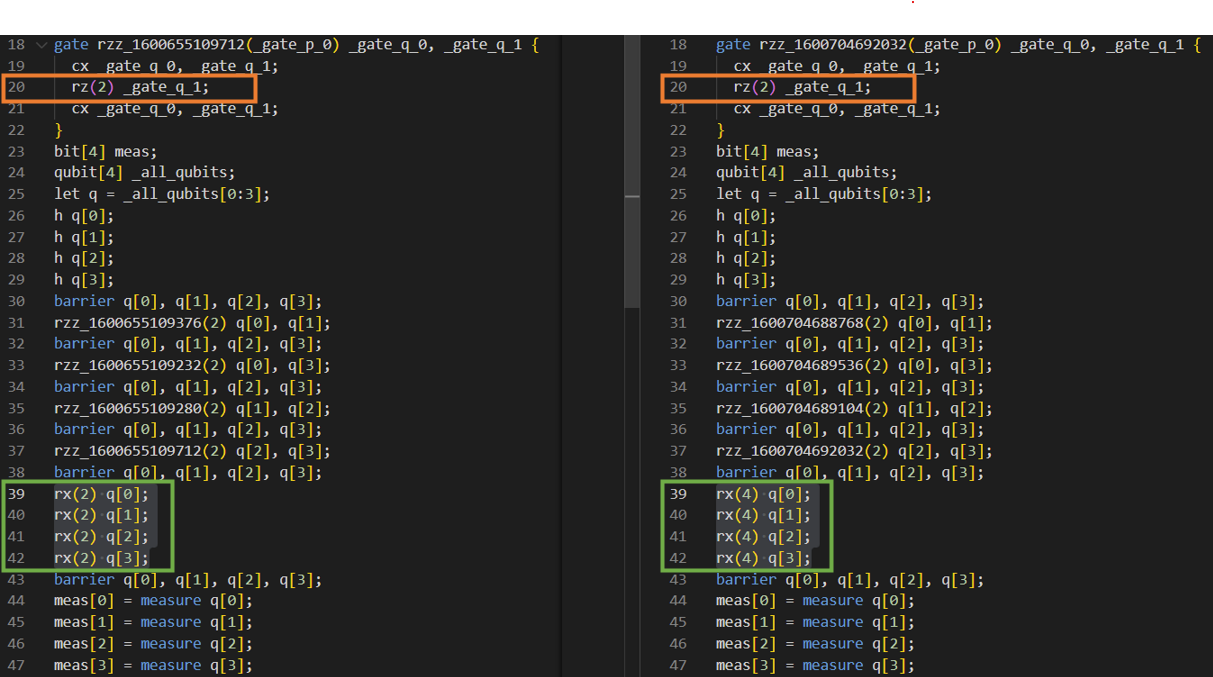 18 gate rzz_1600655109712(_gate_p_0) _gate_q_0, _gate_q_1 {
19 cx _gate_q_0, _gate_q_1;
20 rz(2) _gate_q_1;
21 cx _gate_q_0, _gate_q_1;
22 }
23 bit[4] meas;
24 qubit[4] _all_qubits;
25 let q = _all_qubits[0:3];
26 h q[0];
27 h q[1];
28 h q[2];
29 h q[3];
30 barrier q[0], q[1], q[2], q[3];
31 rzz_1600655109376(2) q[0], q[1];
32 barrier q[0], q[1], q[2], q[3];
33 rzz_1600655109232(2) q[0], q[3];
34 barrier q[0], q[1], q[2], q[3];
35 rzz_1600655109280(2) q[1], q[2];
36 barrier q[0], q[1], q[2], q[3];
37 rzz_1600655109712(2) q[2], q[3];
38 barrier q[0], q[1], q[2], q[3];
39 rx(2) q[0];
40 rx(2) q[1];
41 rx(2) q[2];
42 rx(2) q[3];
43 barrier q[0], q[1], q[2], q[3];
44 meas[0] = measure q[0];
45 meas[1] = measure q[1];
46 meas[2] = measure q[2];
47 meas[3] = measure q[3];
18 gate rzz_1600704692032(_gate_p_0) _gate_q_0, _gate_q_1 {
19 cx _gate_q_0, _gate_q_1;
20 rz(2) _gate_q_1;
21 cx _gate_q_0, _gate_q_1;
22 }
23 bit[4] meas;
24 qubit[4] _all_qubits;
25 let q = _all_qubits[0:3];
26 h q[0];
27 h q[1];
28 h q[2];
29 h q[3];
30 barrier q[0], q[1], q[2], q[3];
31 rzz_1600704688768(2) q[0], q[1];
32 barrier q[0], q[1], q[2], q[3];
33 rzz_1600704689536(2) q[0], q[3];
34 barrier q[0], q[1], q[2], q[3];
35 rzz_1600704689104(2) q[1], q[2];
36 barrier q[0], q[1], q[2], q[3];
37 rzz_1600704692032(2) q[2], q[3];
38 barrier q[0], q[1], q[2], q[3];
39 rx(4) q[0];
40 rx(4) q[1];
41 rx(4) q[2];
42 rx(4) q[3];
43 barrier q[0], q[1], q[2], q[3];
44 meas[0] = measure q[0];
45 meas[1] = measure q[1];
46 meas[2] = measure q[2];
47 meas[3] = measure q[3];